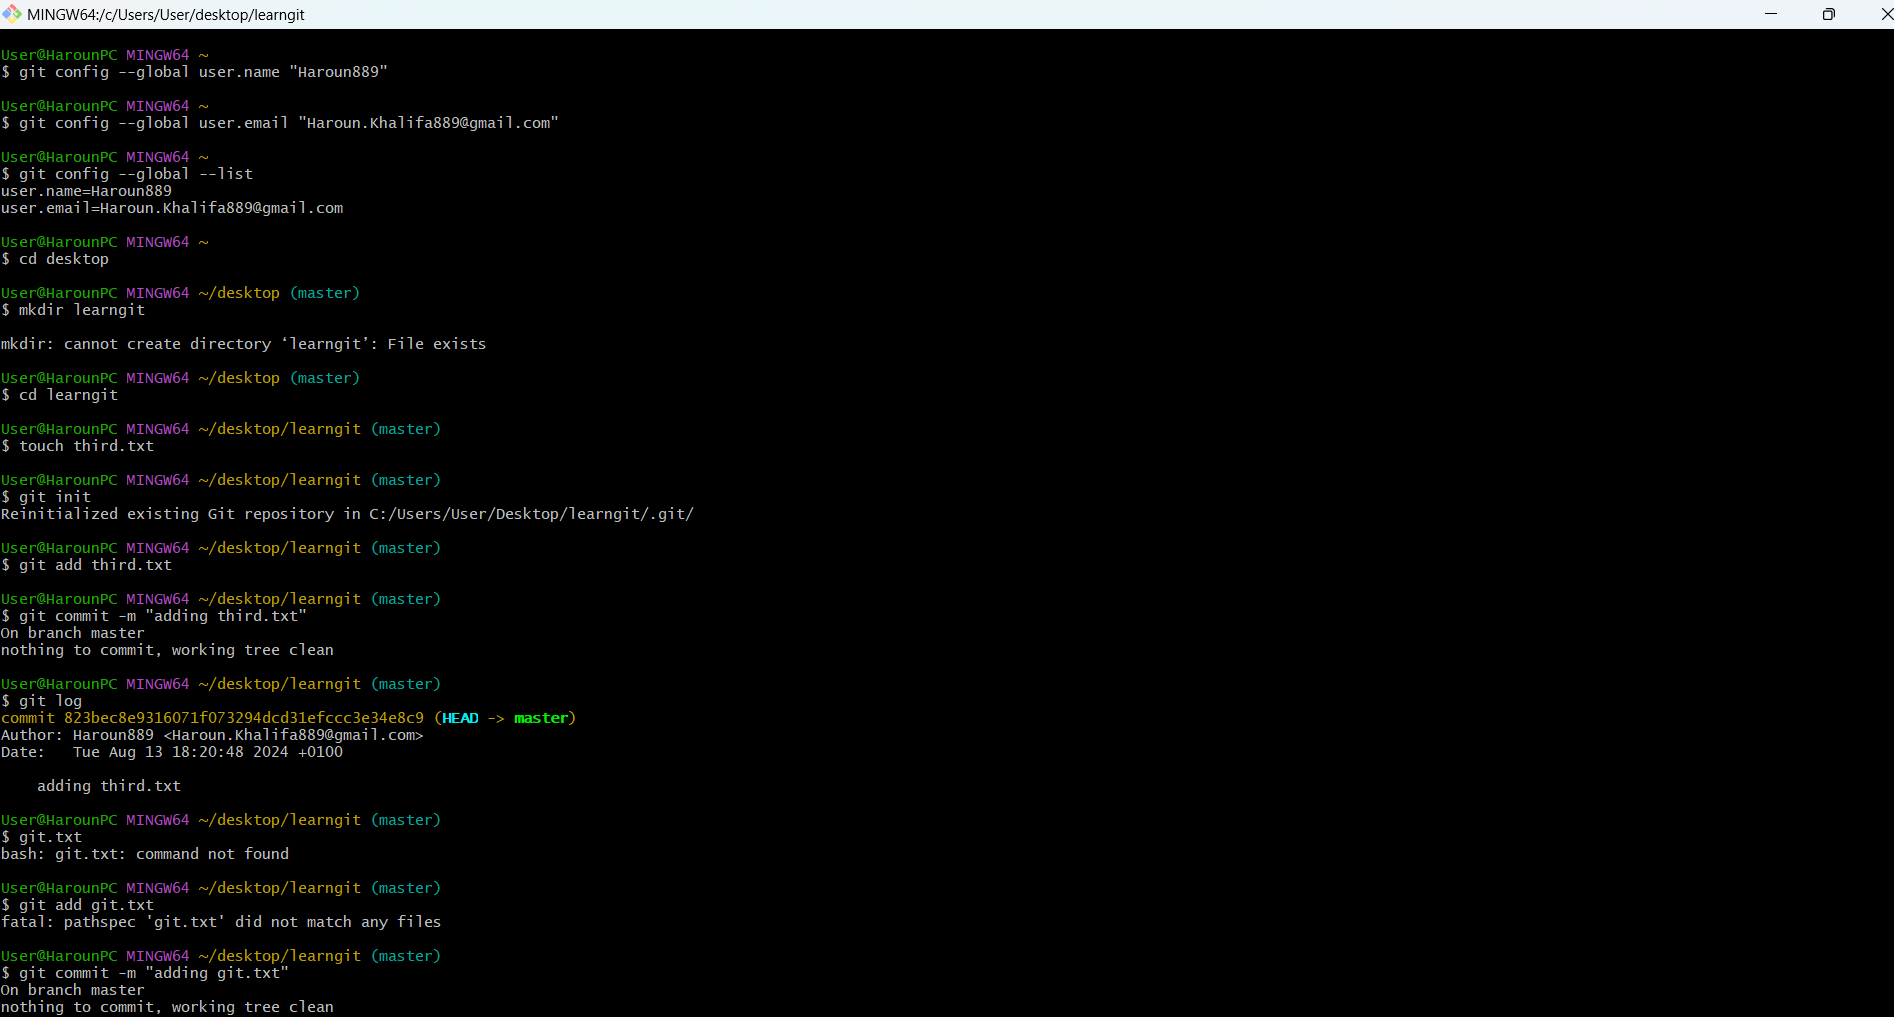 MINGW64:/c/Users/User/desktop/learngit
User@HarounPC MINGW64 ~
$ git config --global user.name "Haroun889"
User@HarounPC MINGW64 ~
$ git config --global user.email "Haroun.Khalifa889@gmail.com"
User@HarounPC MINGW64 ~
$ git config --global --list
user.name=Haroun889
user.email=Haroun.Khalifa889@gmail.com
User@HarounPC MINGW64 ~
$ cd desktop
User@HarounPC MINGW64 ~/desktop (master)
$ mkdir learngit
mkdir: cannot create directory ‘learngit’: File exists
User@HarounPC MINGW64 ~/desktop (master)
$ cd learngit
User@HarounPC MINGW64 ~/desktop/learngit (master)
$ touch third.txt
User@HarounPC MINGW64 ~/desktop/learngit (master)
$ git init
Reinitialized existing Git repository in C:/Users/User/Desktop/learngit/.git/
User@HarounPC MINGW64 ~/desktop/learngit (master)
$ git add third.txt
User@HarounPC MINGW64 ~/desktop/learngit (master)
$ git commit -m "adding third.txt"
On branch master
nothing to commit, working tree clean
User@HarounPC MINGW64 ~/desktop/learngit (master)
$ git log
commit 823bec8e9316071f073294dcd31efccc3e34e8c9 (HEAD -> master)
Author: Haroun889 <Haroun.Khalifa889@gmail.com>
Date:   Tue Aug 13 18:20:48 2024 +0100
    adding third.txt
User@HarounPC MINGW64 ~/desktop/learngit (master)
$ git.txt
bash: git.txt: command not found
User@HarounPC MINGW64 ~/desktop/learngit (master)
$ git add git.txt
fatal: pathspec 'git.txt' did not match any files
User@HarounPC MINGW64 ~/desktop/learngit (master)
$ git commit -m "adding git.txt"
On branch master
nothing to commit, working tree clean